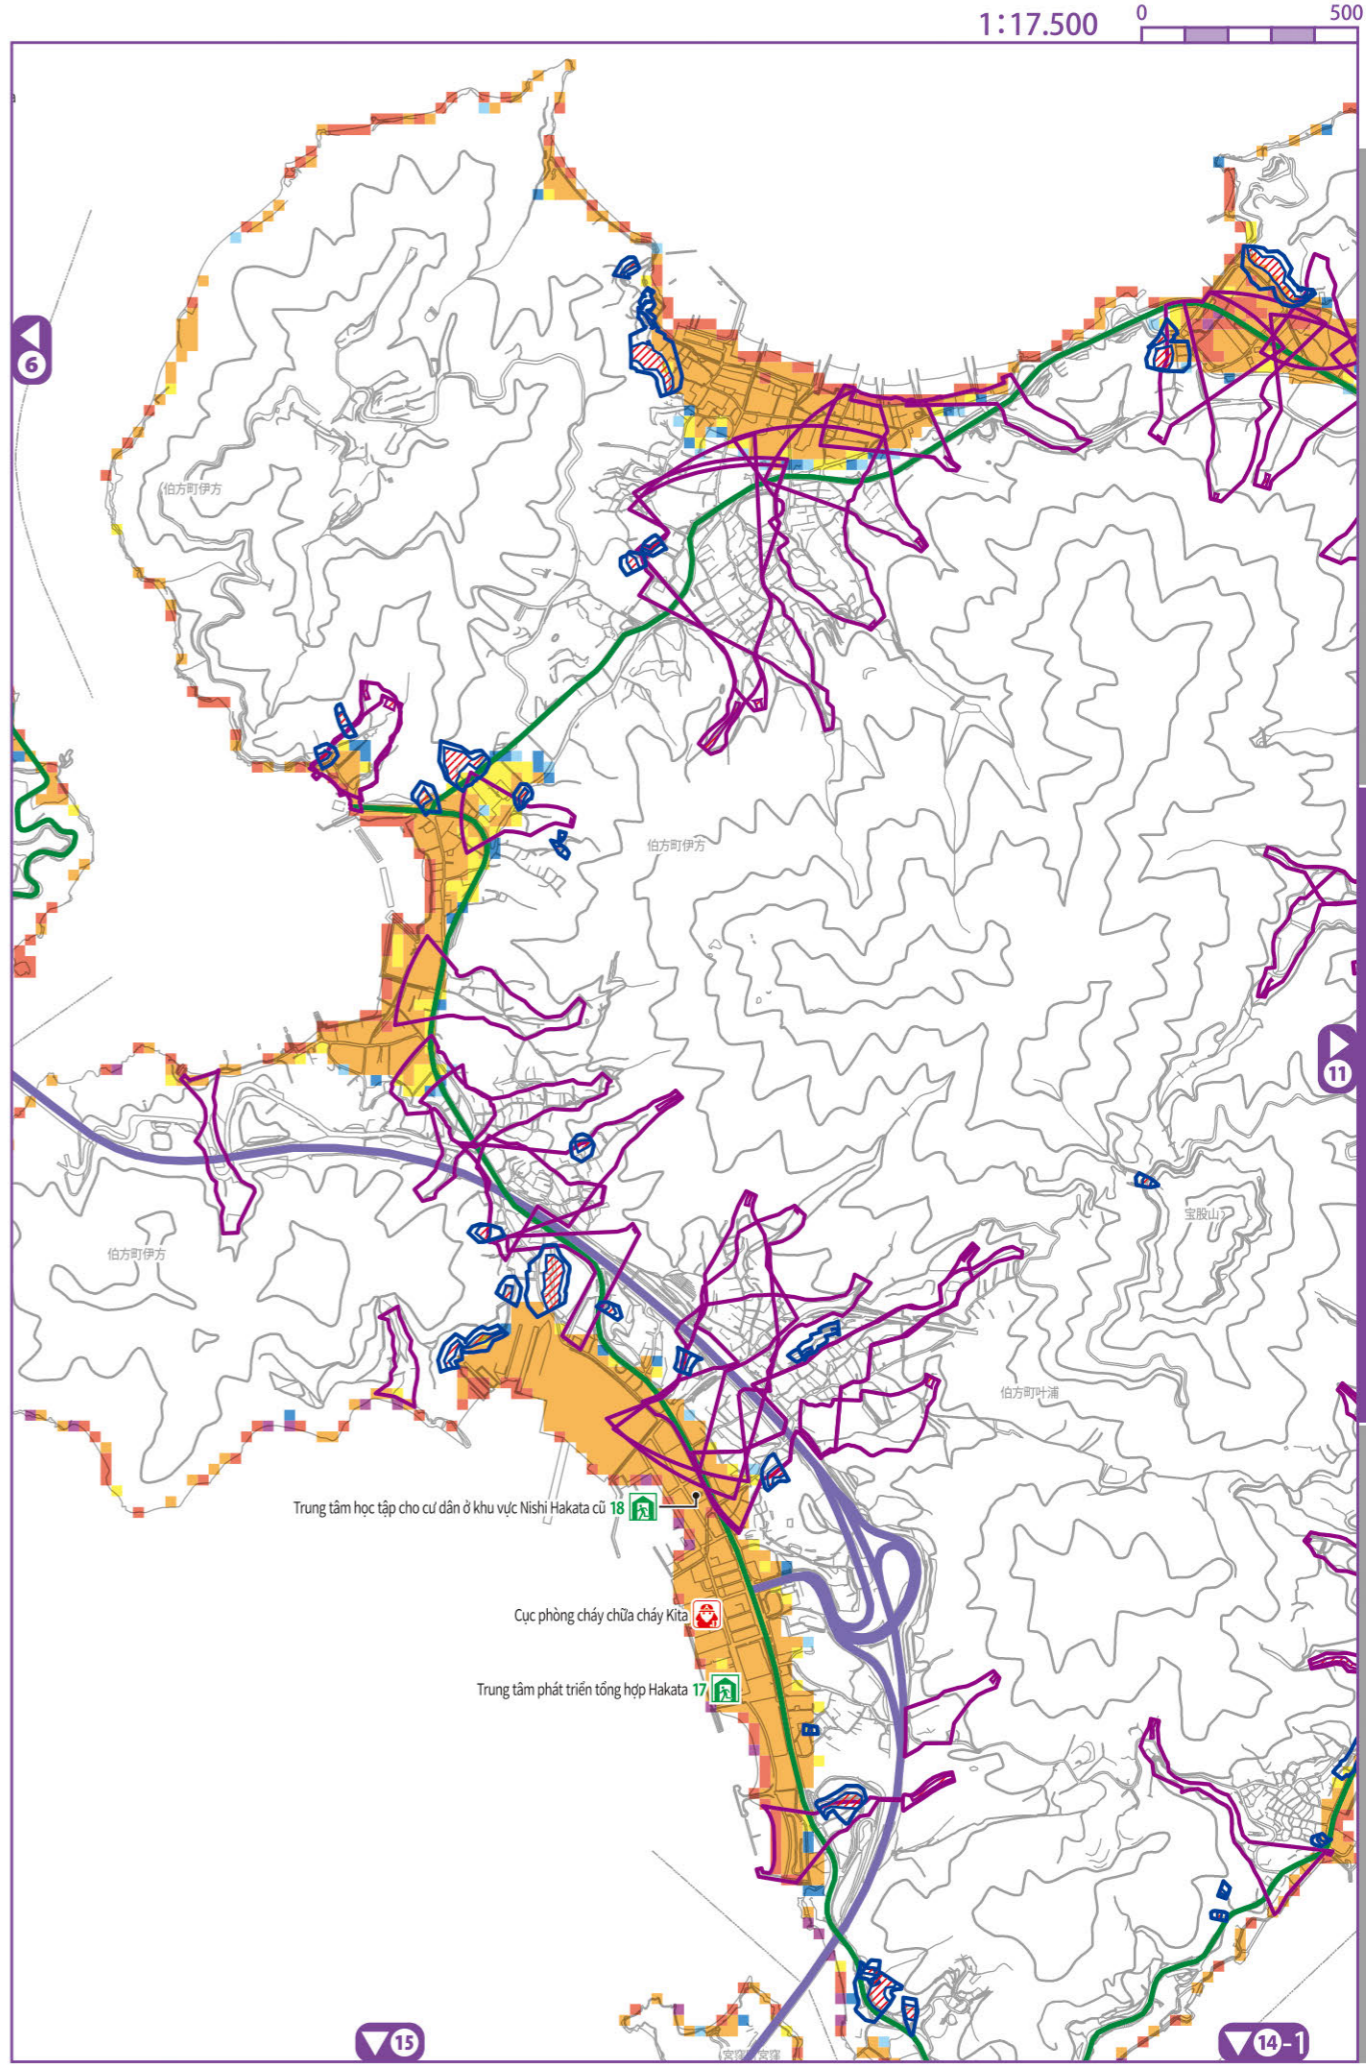 1:17.500
0
500
6
伯方町伊方
伯方町伊方
11
宝股山
伯方町伊方
伯方町叶浦
Trung tâm học tập cho cư dân ở khu vực Nishi Hakata cũ 18
Cục phòng cháy chữa cháy Kita
Trung tâm phát triển tổng hợp Hakata 17
15
14-1